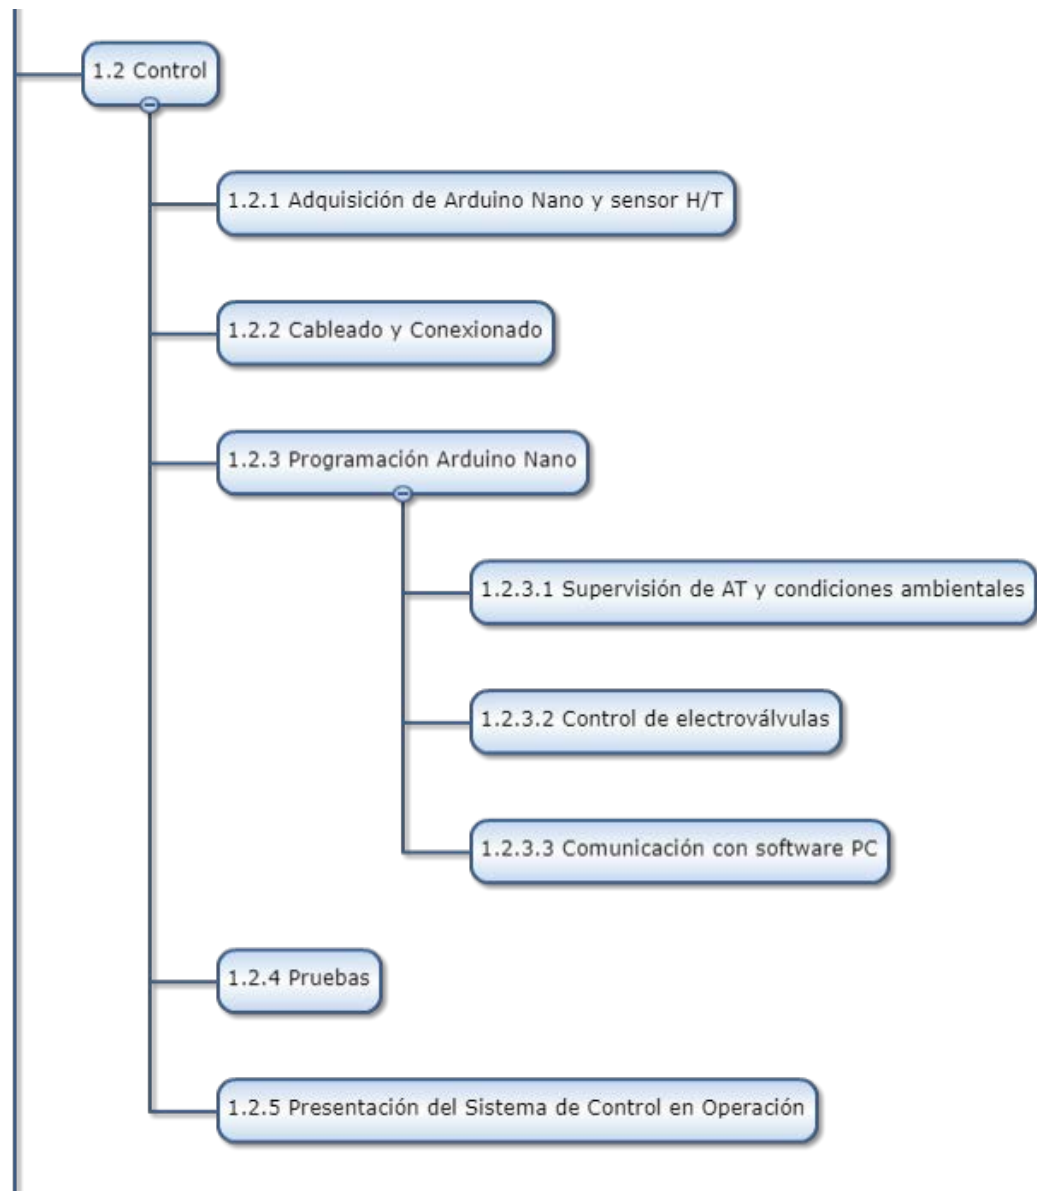 1.2 Control
1.2.1 Adquisición de Arduino Nano y sensor H/T
1.2.2 Cableado y Conexionado
1.2.3 Programación Arduino Nano
1.2.3.1 Supervisión de AT y condiciones ambientales
1.2.3.2 Control de electroválvulas
1.2.3.3 Comunicación con software PC
1.2.4 Pruebas
1.2.5 Presentación del Sistema de Control en Operación